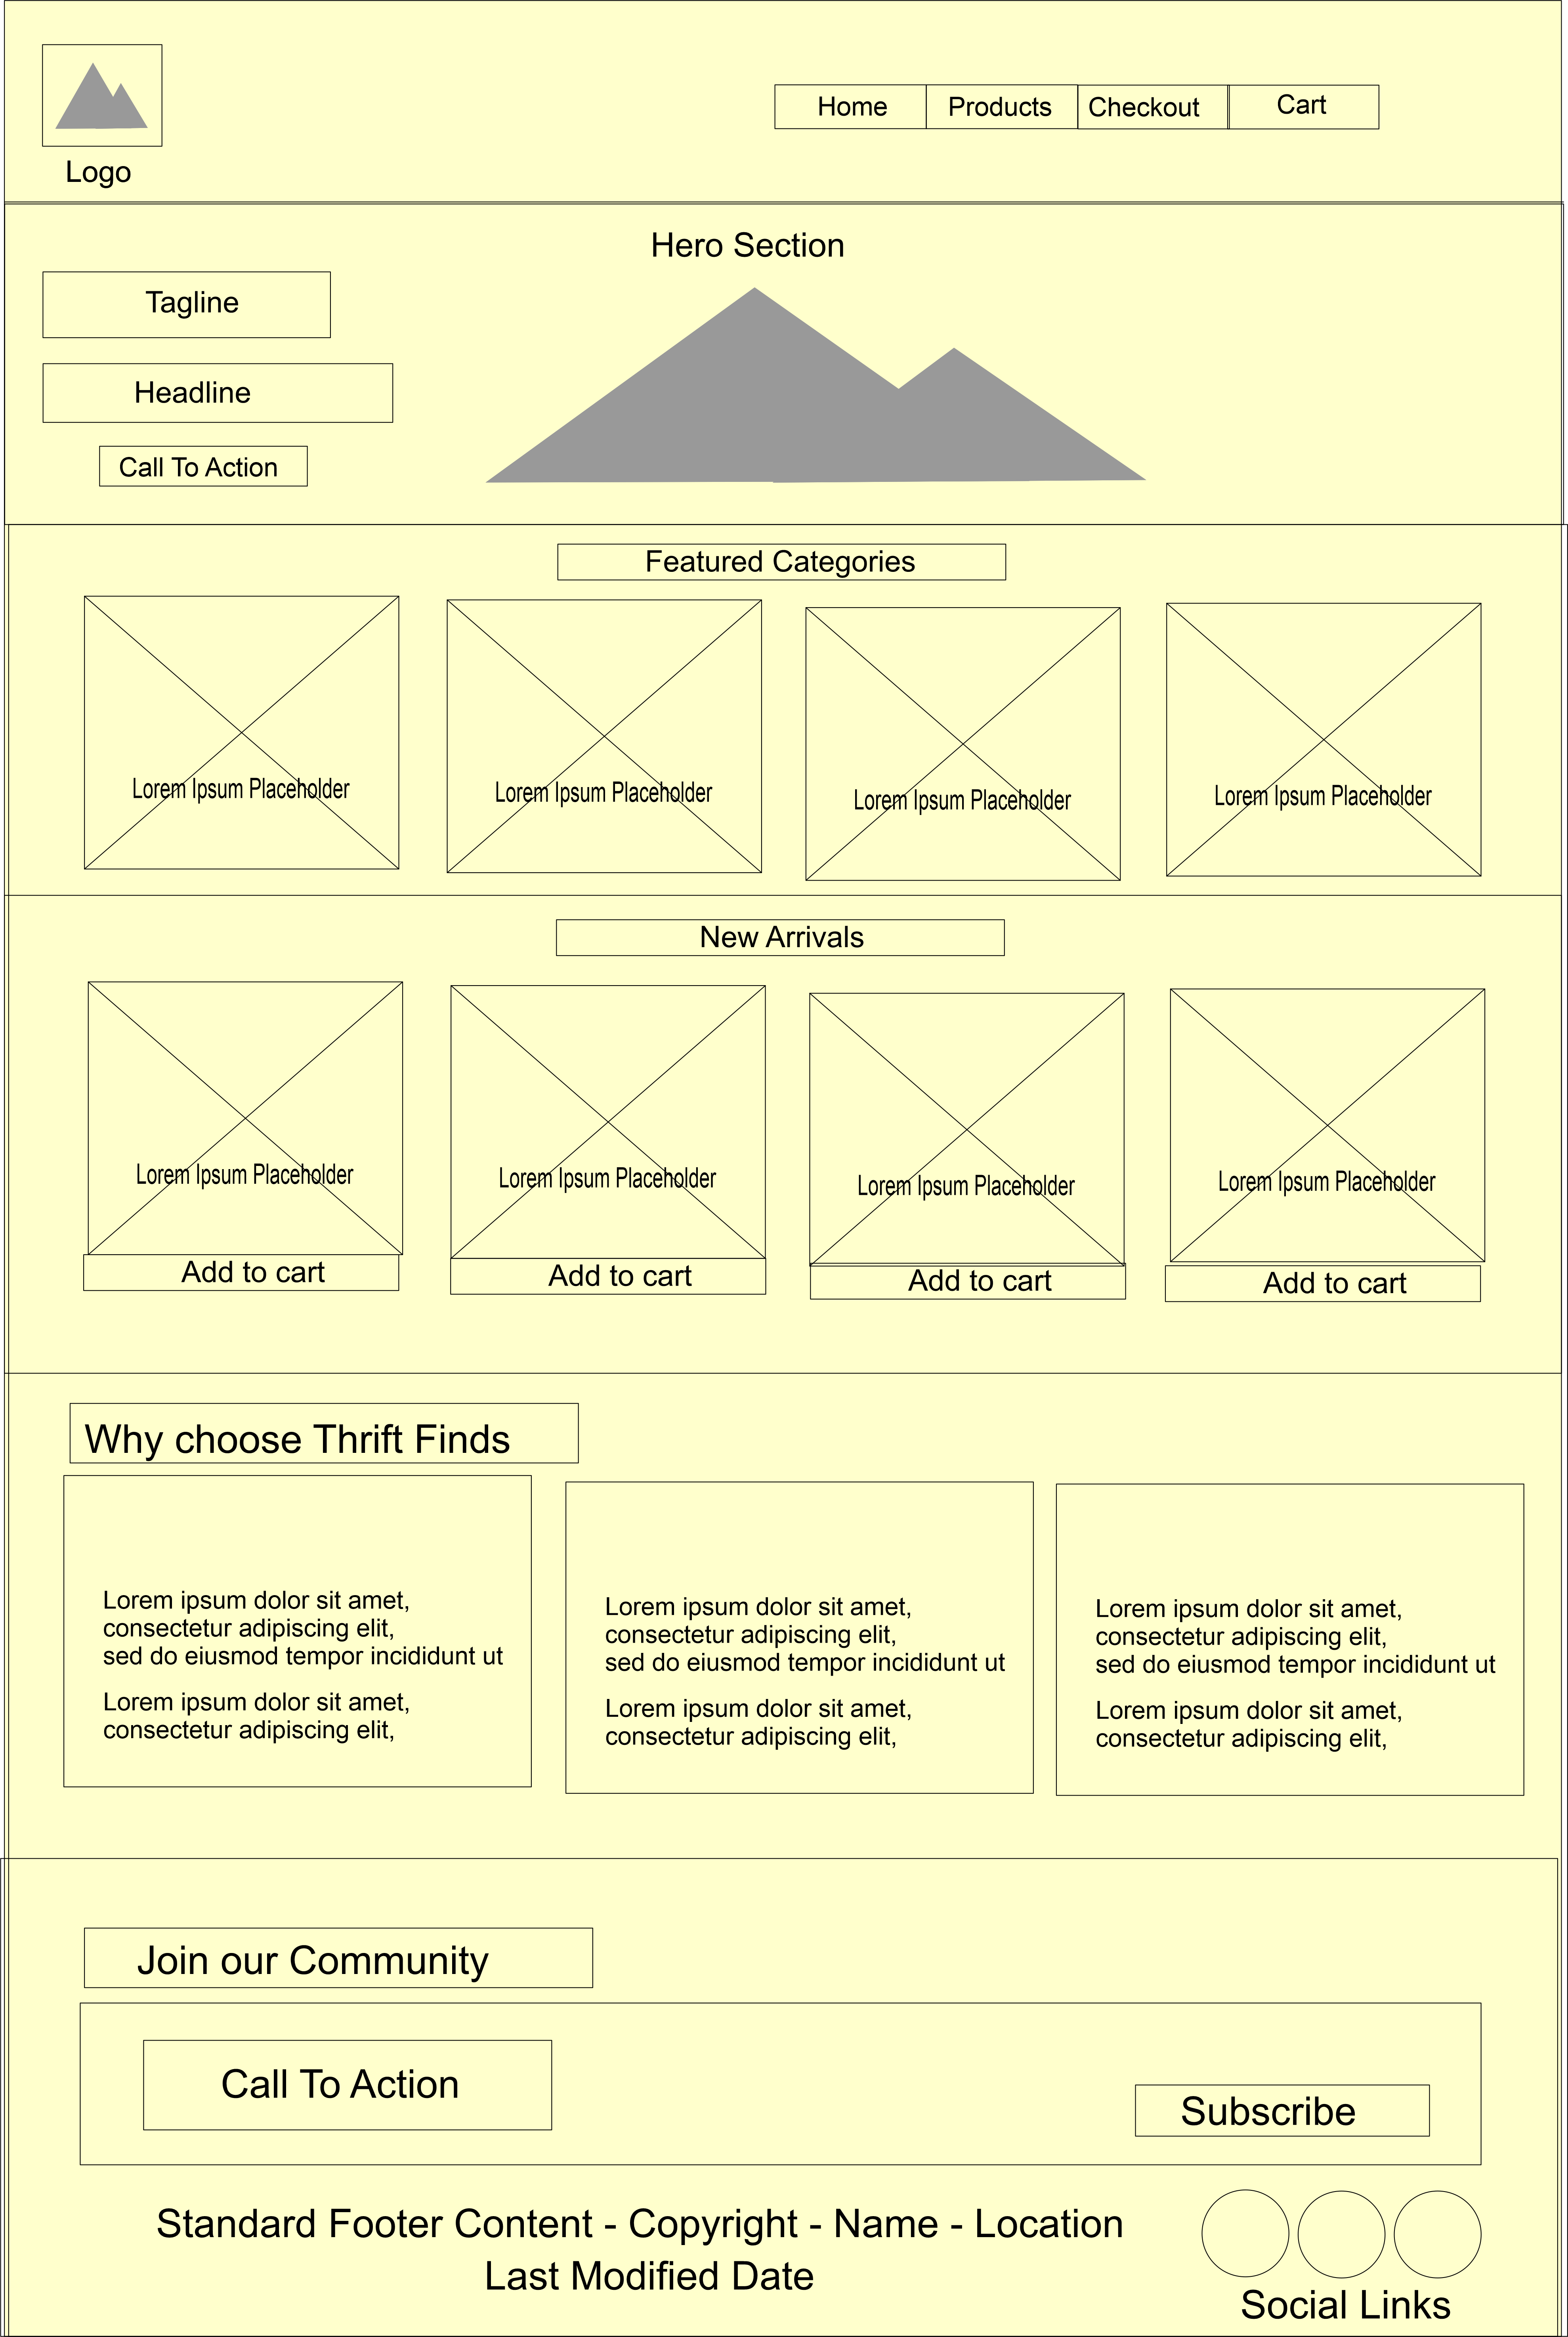 Logo
Home
Products
Checkout
Cart
Hero Section
Tagline
Headline
Call To Action
Featured Categories
Lorem Ipsum Placeholder
Lorem Ipsum Placeholder
Lorem Ipsum Placeholder
Lorem Ipsum Placeholder
New Arrivals
Lorem Ipsum Placeholder
Lorem Ipsum Placeholder
Lorem Ipsum Placeholder
Lorem Ipsum Placeholder
Add to cart
Add to cart
Add to cart
Add to cart
Why choose Thrift Finds
Lorem ipsum dolor sit amet,
consectetur adipiscing elit,
sed do eiusmod tempor incididunt ut
Lorem ipsum dolor sit amet,
consectetur adipiscing elit,
Lorem ipsum dolor sit amet,
consectetur adipiscing elit,
sed do eiusmod tempor incididunt ut
Lorem ipsum dolor sit amet,
consectetur adipiscing elit,
Lorem ipsum dolor sit amet,
consectetur adipiscing elit,
sed do eiusmod tempor incididunt ut
Lorem ipsum dolor sit amet,
consectetur adipiscing elit,
Join our Community
Call To Action
Subscribe
Standard Footer Content - Copyright - Name - Location
Last Modified Date
Social Links